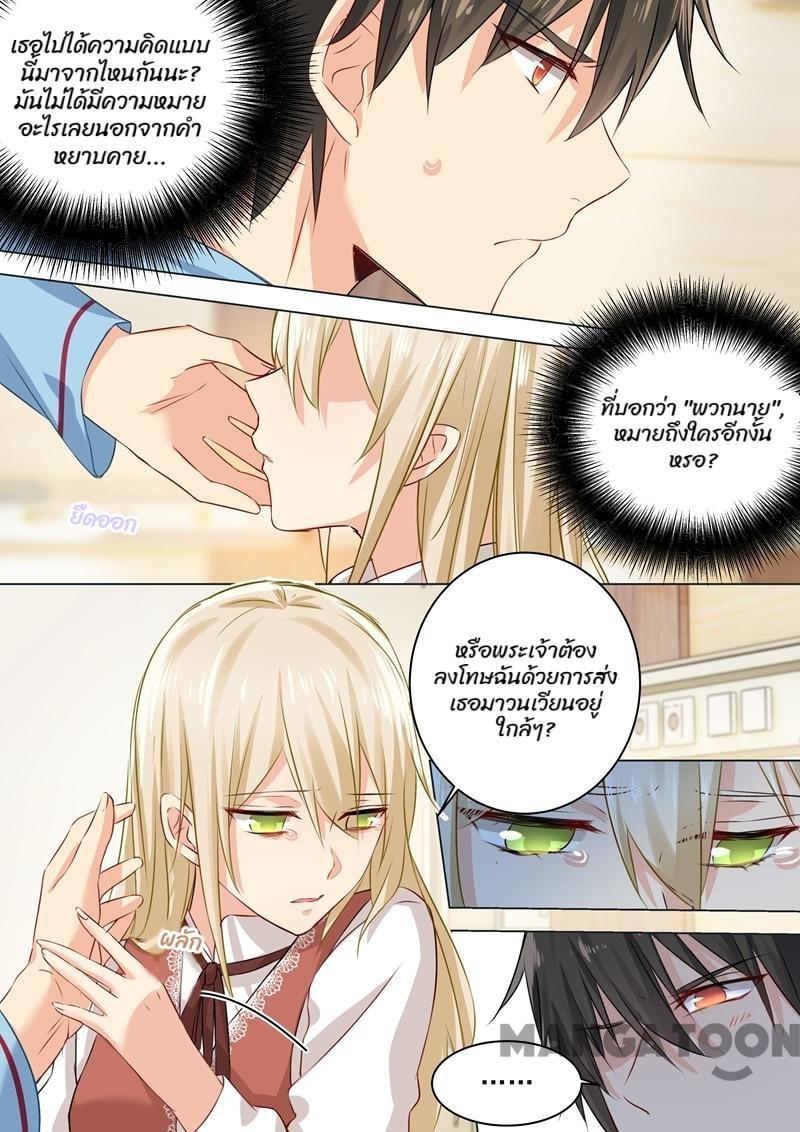 เธอไปได้ความคิดแบบ
นี้มาจากไหนกันนะ?
มันไม่ได้มีความหมาย
อะไรเลยนอกจากคำ
หยาบคาย...
ที่บอกว่า "พวกนาย",
หมายถึงใครอีกงั้น
หรอ?
ยืดออก
หรือพระเจ้าต้อง
ลงโทษฉันด้วยการส่ง
เธอมาวนเวียนอยู่
ใกล้ๆ?
ผลัก
MANGATOON
......